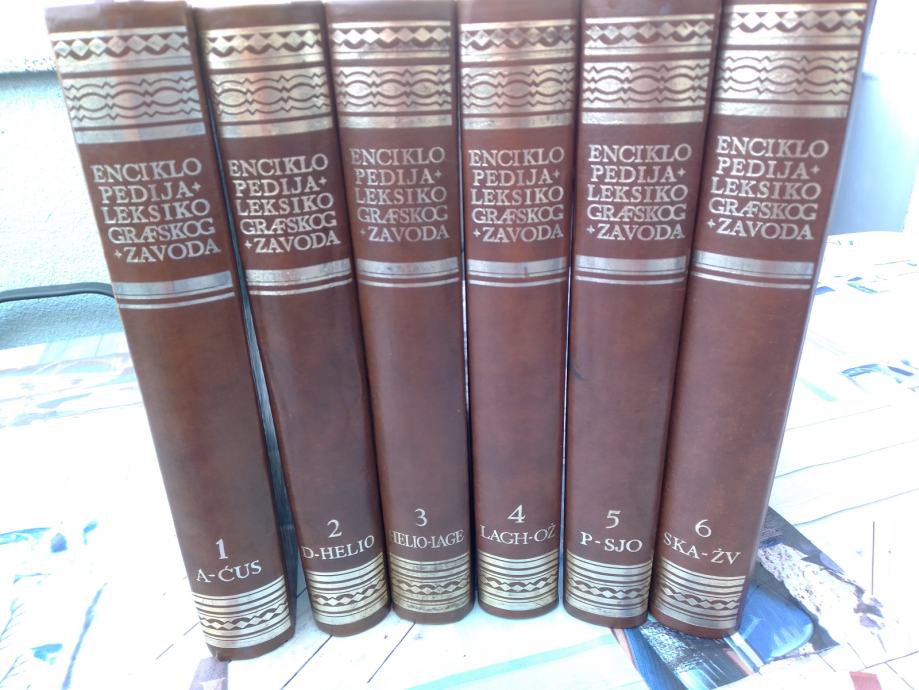 ENCIKLO
PEDIJA+
LEKSIKO
GRAFSKOG
+ZAVODA
1
A-ĆUS
ENCIKLO
PEDIJA+
LEKSIKO
GRAFSKOG
+ZAVODA
2
D-HELIO
ENCIKLO
PEDIJA+
LEKSIKO
GRAFSKOG
+ZAVODA
3
IELIO-IAGE
ENCIKLO
PEDIJA+
LEKSIKO
GRAFSKOG
+ZAVODA
4
LAGH-OŽ
ENCIKLO
PEDIJA+
LEKSIKO
GRAFSKOG
+ZAVODA
5
P-SJO
ENCIKLO
PEDIJA+
LEKSIKO
GRAFSKOG
+ZAVODA
6
SKA-ŽV